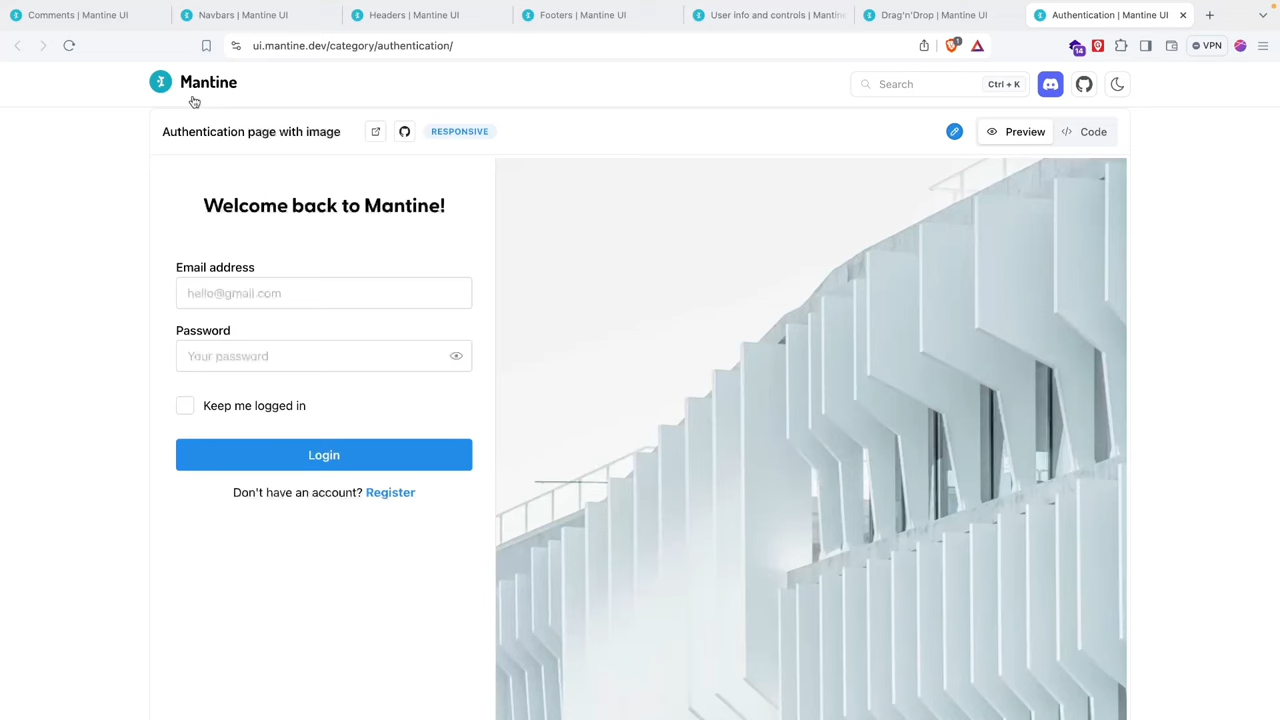 Comments | Mantine UI
Navbars | Mantine UI
Headers | Mantine UI
Footers | Mantine UI
User info and controls | Mantine
Drag'n'Drop | Mantine UI
Authentication | Mantine UI
ui.mantine.dev/category/authentication/
1
14
VPN
Mantine
Search
Ctrl + K
Authentication page with image
RESPONSIVE
Preview
Code
Welcome back to Mantine!
Email address
hello@gmail.com
Password
Your password
Keep me logged in
Login
Don't have an account? Register